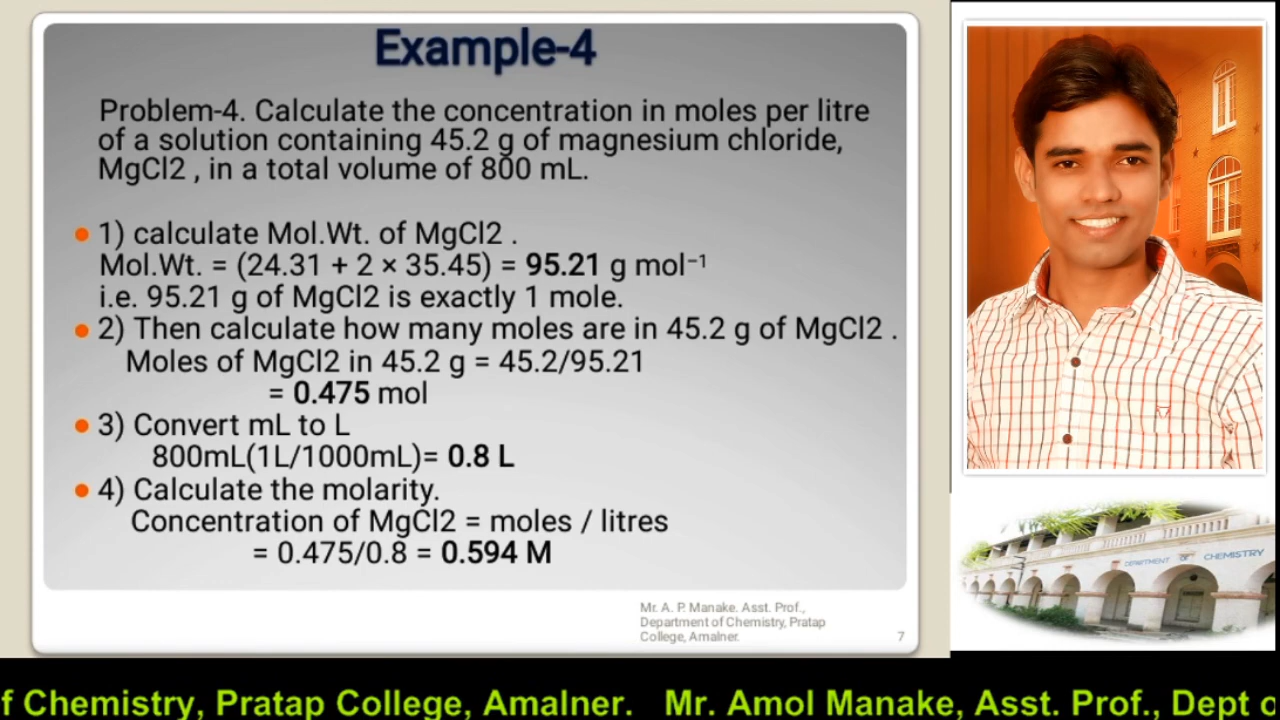 Example-4
Problem-4. Calculate the concentration in moles per litre
of a solution containing 45.2 g of magnesium chloride,
MgCl2 , in a total volume of 800 mL.
1) calculate Mol.Wt. of MgCl2 .
Mol.Wt. = (24.31 + 2 × 35.45) = 95.21 g mol⁻¹
i.e. 95.21 g of MgCl2 is exactly 1 mole.
2) Then calculate how many moles are in 45.2 g of MgCl2 .
Moles of MgCl2 in 45.2 g = 45.2/95.21
= 0.475 mol
3) Convert mL to L
800mL(1L/1000mL)= 0.8 L
4) Calculate the molarity.
Concentration of MgCl2 = moles / litres
= 0.475/0.8 = 0.594 M
Mr. A. P. Manake. Asst. Prof.,
Department of Chemistry, Pratap
College, Amalner.
7
DEPARTMENT OF CHEMISTRY
f Chemistry, Pratap College, Amalner. Mr. Amol Manake, Asst. Prof., Dept o